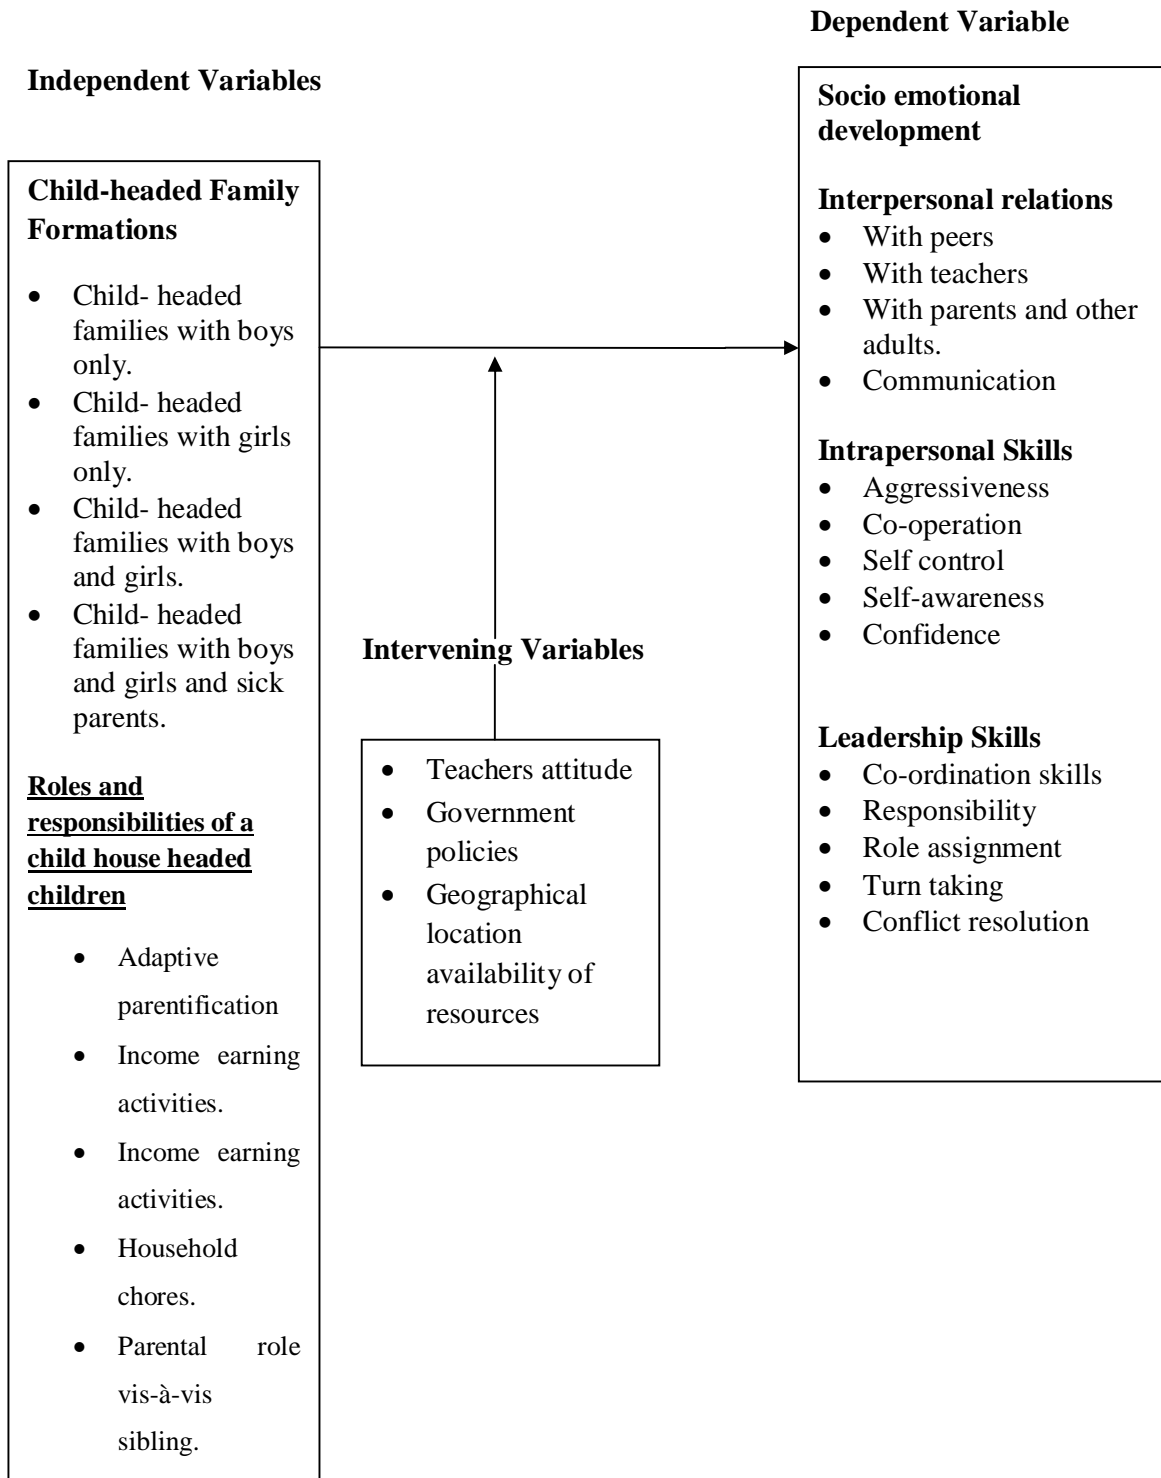 Dependent Variable
Independent Variables
Child-headed Family
Formations
• Child- headed
families with boys
only.
• Child- headed
families with girls
only.
• Child- headed
families with boys
and girls.
• Child- headed
families with boys
and girls and sick
parents.
Roles and
responsibilities of a
child house headed
children
• Adaptive
parentification
• Income earning
activities.
• Income earning
activities.
• Household
chores.
• Parental role
vis-à-vis
sibling.
Intervening Variables
• Teachers attitude
• Government
policies
• Geographical
location
availability of
resources
Socio emotional
development
Interpersonal relations
• With peers
• With teachers
• With parents and other
adults.
• Communication
Intrapersonal Skills
• Aggressiveness
• Co-operation
• Self control
• Self-awareness
• Confidence
Leadership Skills
• Co-ordination skills
• Responsibility
• Role assignment
• Turn taking
• Conflict resolution